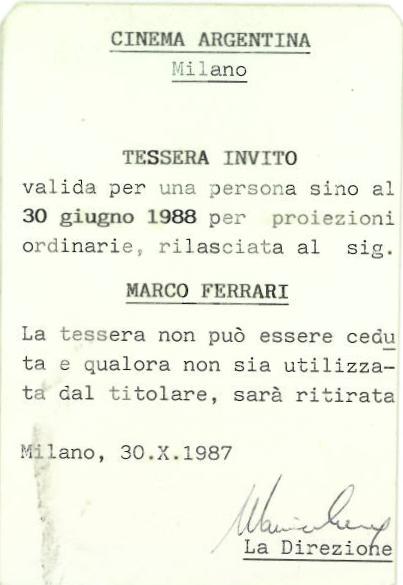 CINEMA ARGENTINA
Milano
TESSERA INVITO
valida per una persona sino al
30 giugno 1988 per proiezioni
ordinarie, rilasciata al sig.
MARCO FERRARI
La tessera non può essere cedu
ta e qualora non sia utilizza-
ta dal titolare, sarà ritirata
Milano, 30.X.1987
La Direzione